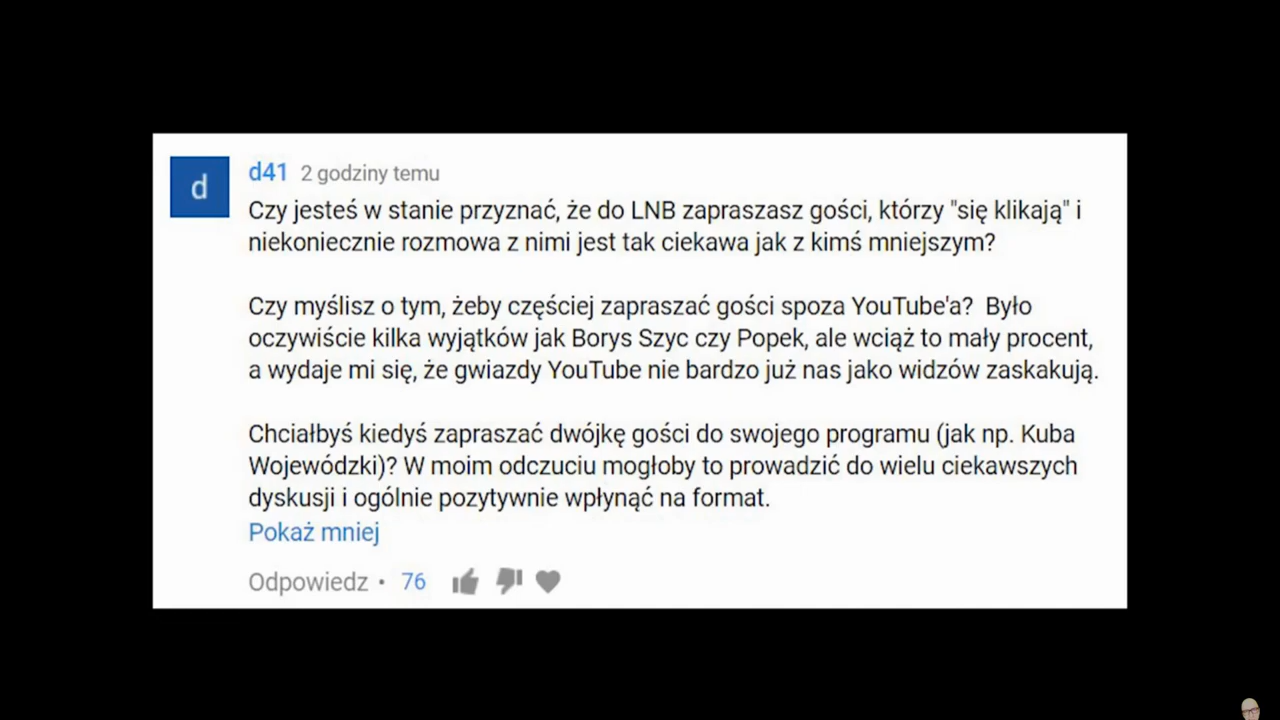 d
d41 2 godziny temu
Czy jesteś w stanie przyznać, że do LNB zapraszasz gości, którzy "się klikają" i
niekoniecznie rozmowa z nimi jest tak ciekawa jak z kimś mniejszym?
Czy myślisz o tym, żeby częściej zapraszać gości spoza YouTube'a?  Było
oczywiście kilka wyjątków jak Borys Szyc czy Popek, ale wciąż to mały procent,
a wydaje mi się, że gwiazdy YouTube nie bardzo już nas jako widzów zaskakują.
Chciałbyś kiedyś zapraszać dwójkę gości do swojego programu (jak np. Kuba
Wojewódzki)? W moim odczuciu mogłoby to prowadzić do wielu ciekawszych
dyskusji i ogólnie pozytywnie wpłynąć na format.
Pokaż mniej
Odpowiedz • 76